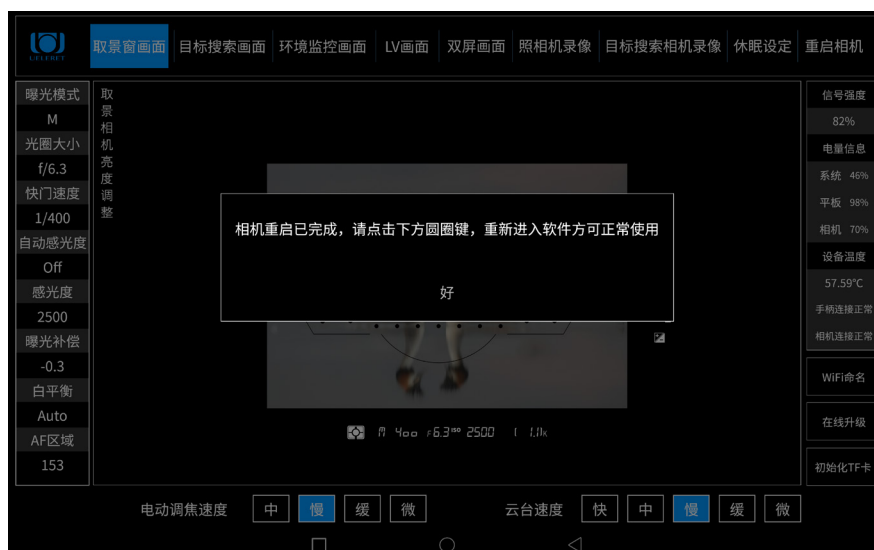 UELEBET
取景窗画面
目标搜索画面
环境监控画面
LV画面
双屏画面
照相机录像
目标搜索相机录像
休眠设定
重启相机
曝光模式
M
光圈大小
f/6.3
快门速度
1/400
自动感光度
Off
感光度
2500
曝光补偿
-0.3
白平衡
Auto
AF区域
153
取景相机亮度调整
相机重启已完成，请点击下方圆圈键，重新进入软件方可正常使用
好
M 400 F6.3 ISO 2500 [ 1.11K
信号强度
82%
电量信息
系统 46%
平板 98%
相机 70%
设备温度
57.59°C
手柄连接正常
相机连接正常
WiFi命名
在线升级
初始化TF卡
电动调焦速度 中 慢 缓 微
云台速度 快 中 慢 缓 微